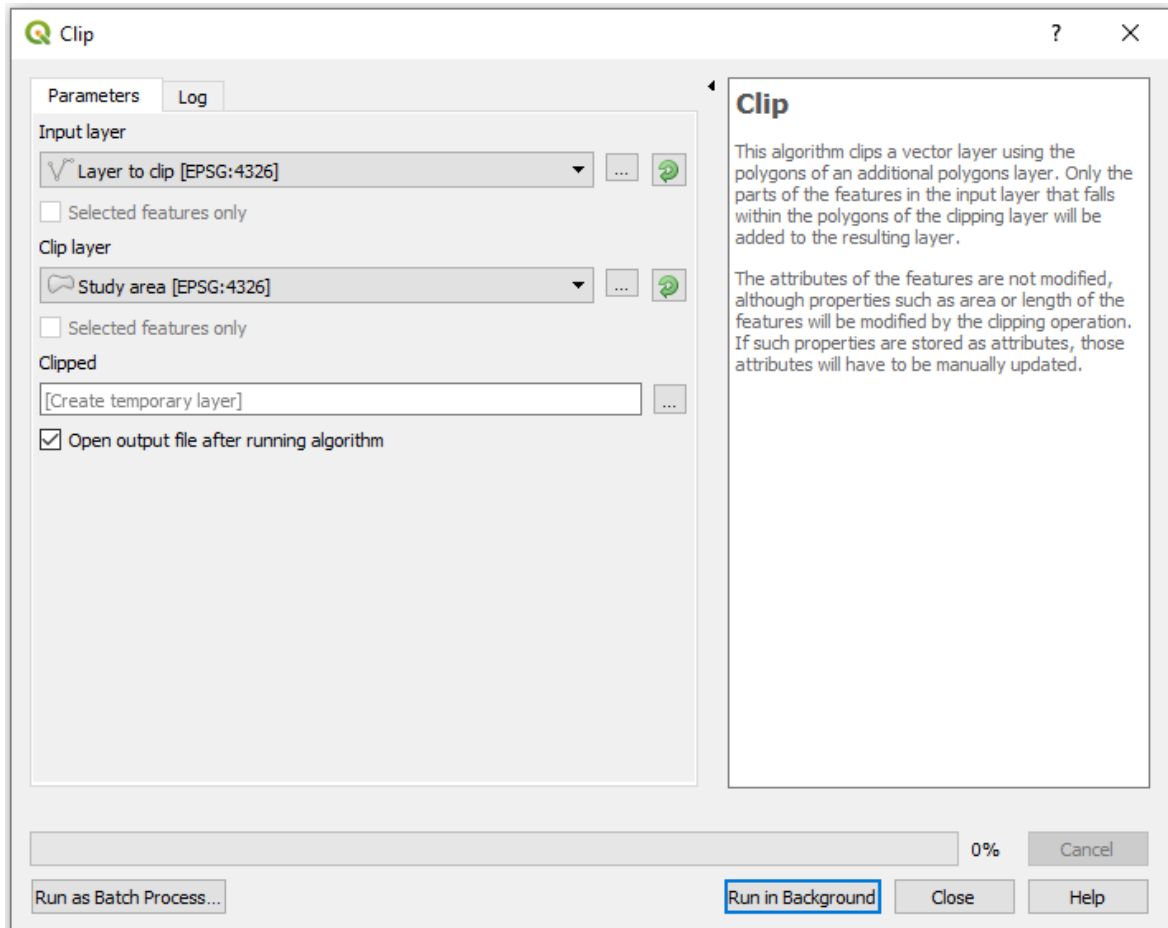 Clip
?
Parameters
Log
Input layer
Layer to clip [EPSG:4326]
...
Selected features only
Clip layer
Study area [EPSG:4326]
...
Selected features only
Clipped
[Create temporary layer]
...
Open output file after running algorithm
Clip
This algorithm clips a vector layer using the
polygons of an additional polygons layer. Only the
parts of the features in the input layer that falls
within the polygons of the clipping layer will be
added to the resulting layer.
The attributes of the features are not modified,
although properties such as area or length of the
features will be modified by the clipping operation.
If such properties are stored as attributes, those
attributes will have to be manually updated.
0%
Cancel
Run as Batch Process...
Run in Background
Close
Help